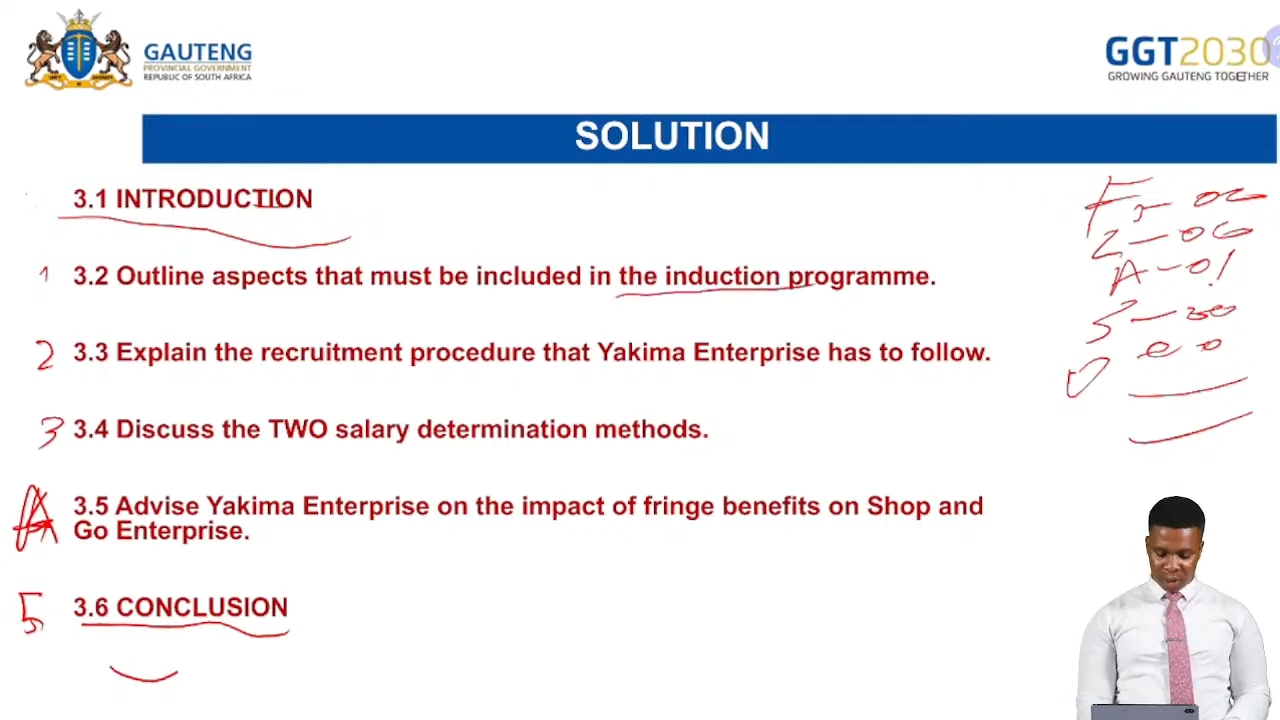 GAUTENG
PROVINCIAL GOVERNMENT
REPUBLIC OF SOUTH AFRICA
GGT2030
GROWING GAUTENG TOGETHER
SOLUTION
3.1 INTRODUCTION
1 3.2 Outline aspects that must be included in the induction programme.
2 3.3 Explain the recruitment procedure that Yakima Enterprise has to follow.
3 3.4 Discuss the TWO salary determination methods.
3.5 Advise Yakima Enterprise on the impact of fringe benefits on Shop and
Go Enterprise.
5 3.6 CONCLUSION